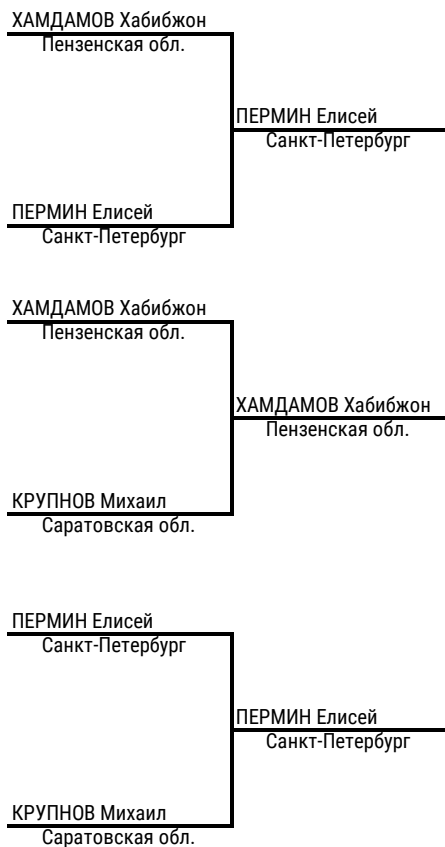 ХАМДАМОВ Хабибжон
Пензенская обл.
ПЕРМИН Елисей
Санкт-Петербург
ПЕРМИН Елисей
Санкт-Петербург
ХАМДАМОВ Хабибжон
Пензенская обл.
ХАМДАМОВ Хабибжон
Пензенская обл.
КРУПНОВ Михаил
Саратовская обл.
ПЕРМИН Елисей
Санкт-Петербург
ПЕРМИН Елисей
Санкт-Петербург
КРУПНОВ Михаил
Саратовская обл.